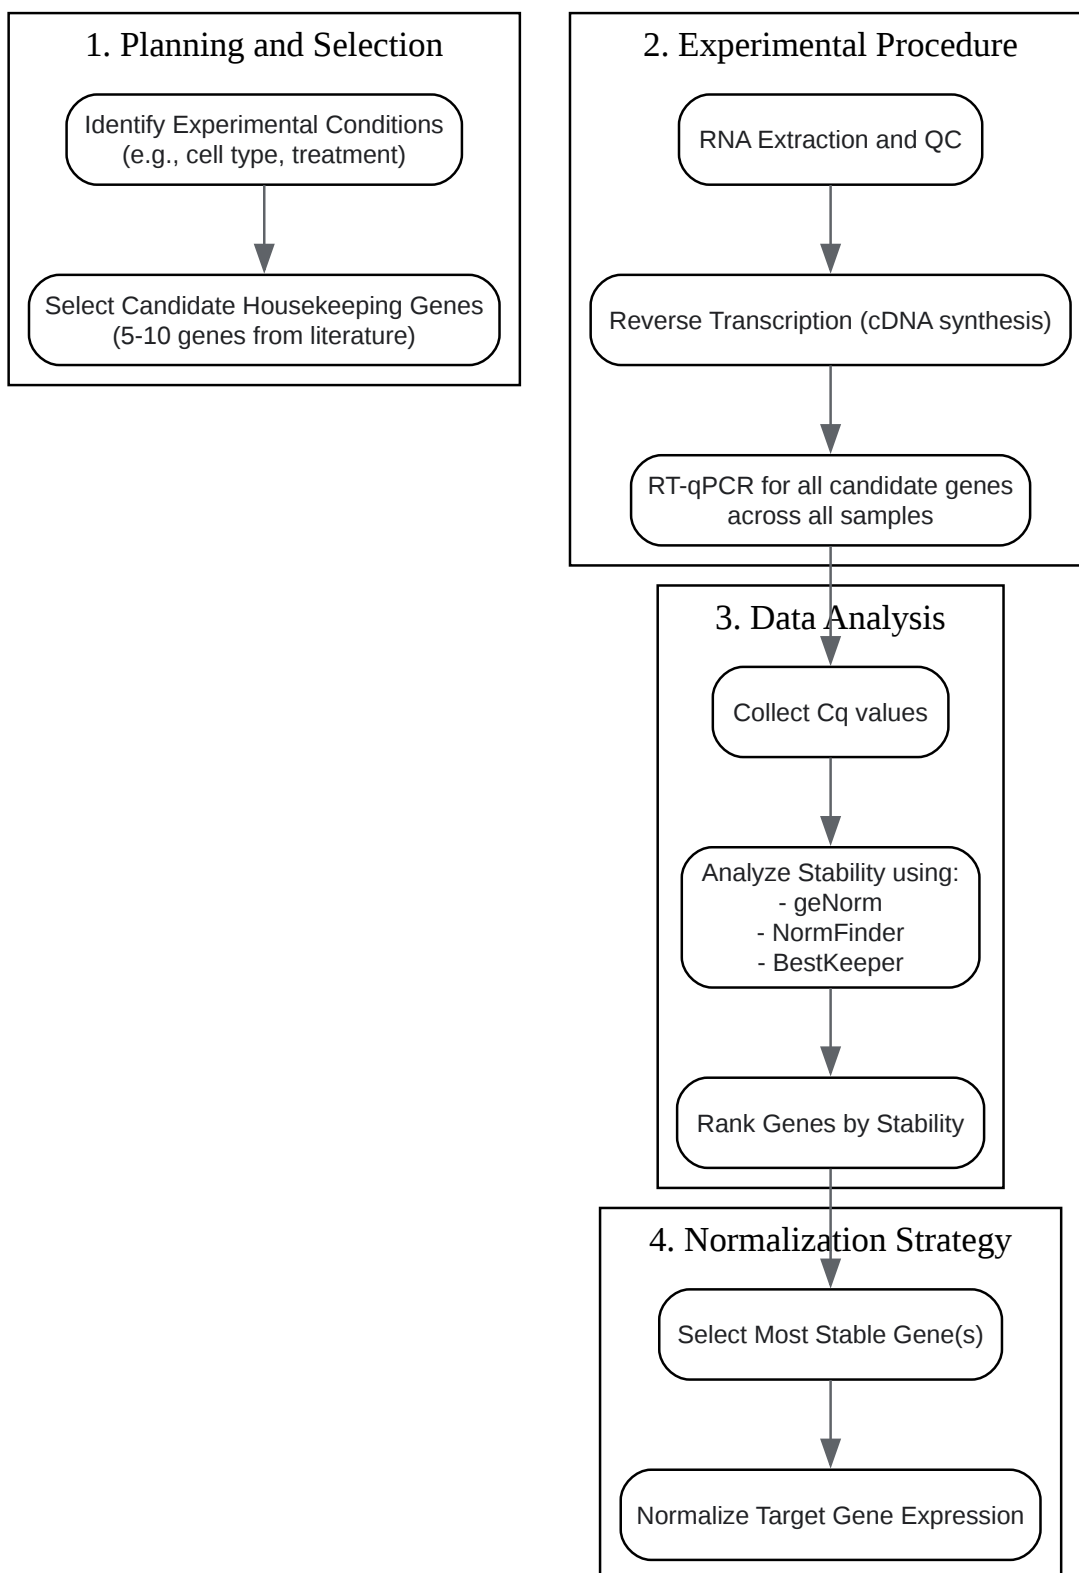 1. Planning and Selection
Identify Experimental Conditions
(e.g., cell type, treatment)
Select Candidate Housekeeping Genes
(5-10 genes from literature)
2. Experimental Procedure
RNA Extraction and QC
Reverse Transcription (cDNA synthesis)
RT-qPCR for all candidate genes
across all samples
3. Data Analysis
Collect Cq values
Analyze Stability using:
- geNorm
- NormFinder
- BestKeeper
Rank Genes by Stability
4. Normalization Strategy
Select Most Stable Gene(s)
Normalize Target Gene Expression